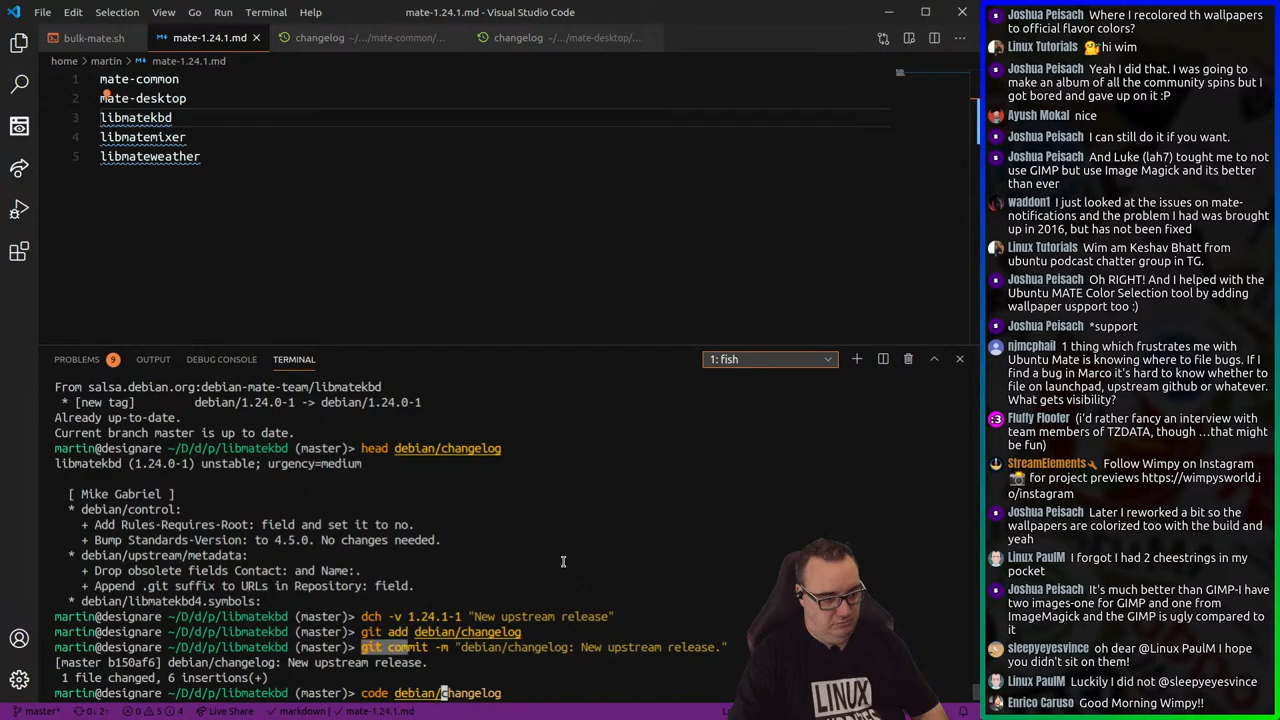 File Edit Selection View Go Run Terminal Help mate-1.24.1.md - Visual Studio Code
bulk-mate.sh mate-1.24.1.md changelog ~/.../mate-common/... changelog ~/.../mate-desktop/...
home > martin > mate-1.24.1.md
1 mate-common
2 mate-desktop
3 libmatekbd
4 libmatemixer
5 libmateweather
PROBLEMS 9 OUTPUT DEBUG CONSOLE TERMINAL 1: fish
From salsa.debian.org:debian-mate-team/libmatekbd
* [new tag] debian/1.24.0-1 -> debian/1.24.0-1
Already up-to-date.
Current branch master is up to date.
martin@designare ~/D/d/p/libmatekbd (master)> head debian/changelog
libmatekbd (1.24.0-1) unstable; urgency=medium
[ Mike Gabriel ]
* debian/control:
+ Add Rules-Requires-Root: field and set it to no.
+ Bump Standards-Version: to 4.5.0. No changes needed.
* debian/upstream/metadata:
+ Drop obsolete fields Contact: and Name:.
+ Append .git suffix to URLs in Repository: field.
* debian/libmatekbd4.symbols:
martin@designare ~/D/d/p/libmatekbd (master)> dch -v 1.24.1-1 "New upstream release"
martin@designare ~/D/d/p/libmatekbd (master)> git add debian/changelog
martin@designare ~/D/d/p/libmatekbd (master)> git commit -m "debian/changelog: New upstream release."
[master b150af6] debian/changelog: New upstream release.
1 file changed, 6 insertions(+)
martin@designare ~/D/d/p/libmatekbd (master)> code debian/changelog
master* 0↓ 2↑ 0 5 4 Live Share markdown mate-1.24.1.md
LINUX
Joshua Peisach Where I recolored th wallpapers
to official flavor colors?
Linux Tutorials 🤔 hi wim
Joshua Peisach Yeah I did that. I was going to
make an album of all the community spins but I
got bored and gave up on it :P
Ayush Mokal nice
Joshua Peisach I can still do it if you want.
Joshua Peisach And Luke (lah7) tought me to not
use GIMP but use Image Magick and its better
than ever
waddon1 I just looked at the issues on mate-
notifications and the problem I had was brought
up in 2016, but has not been fixed
Linux Tutorials Wim am Keshav Bhatt from
ubuntu podcast chatter group in TG.
Joshua Peisach Oh RIGHT! And I helped with the
Ubuntu MATE Color Selection tool by adding
wallpaper uspport too :)
Joshua Peisach *support
njmcphail 1 thing which frustrates me with
Ubuntu Mate is knowing where to file bugs. If I
find a bug in Marco it's hard to know whether to
file on launchpad, upstream github or whatever.
What gets visibility?
Fluffy Floofer (i'd rather fancy an interview with
team members of TZDATA, though ...that might
be fun)
StreamElements Follow Wimpy on Instagram
📸 for project previews https://wimpysworld.i
o/instagram
Joshua Peisach Later I reworked a bit so the
wallpapers are colorized too with the build and
yeah
Linux PaulM I forgot I had 2 cheestrings in my
pocket
Joshua Peisach It's much better than GIMP-I have
two images-one for GIMP and one from
ImageMagick and the GIMP is ugly compared to
it
sleepyeyesvince oh dear @Linux PaulM I hope
you didn't sit on them!
Linux PaulM Luckily I did not @sleepyeyesvince
Enrico Caruso Good Morning Wimpy!!